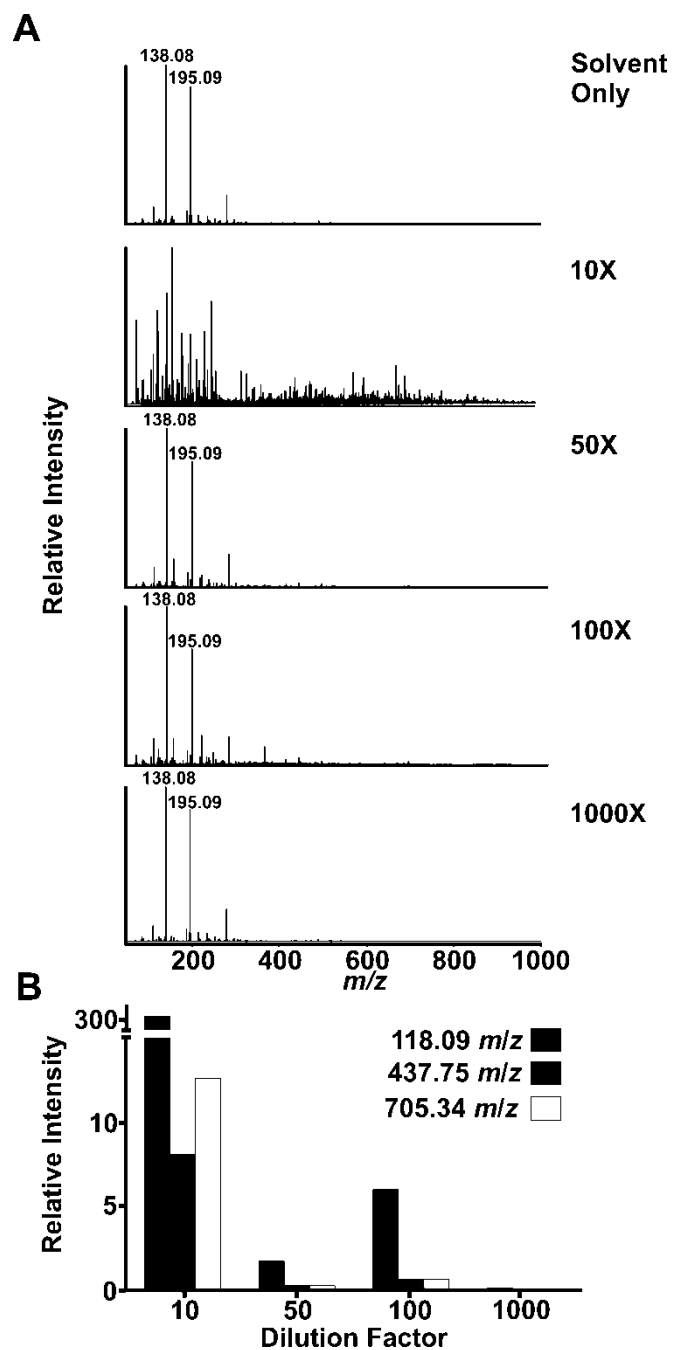 A
138.08
195.09
Solvent
Only
10X
138.08
195.09
50X
138.08
195.09
100X
138.08
195.09
1000X
Relative Intensity
200 400 600 800 1000
m/z
B
300
10
5
0
Relative Intensity
118.09 m/z
437.75 m/z
705.34 m/z
10 50 100 1000
Dilution Factor